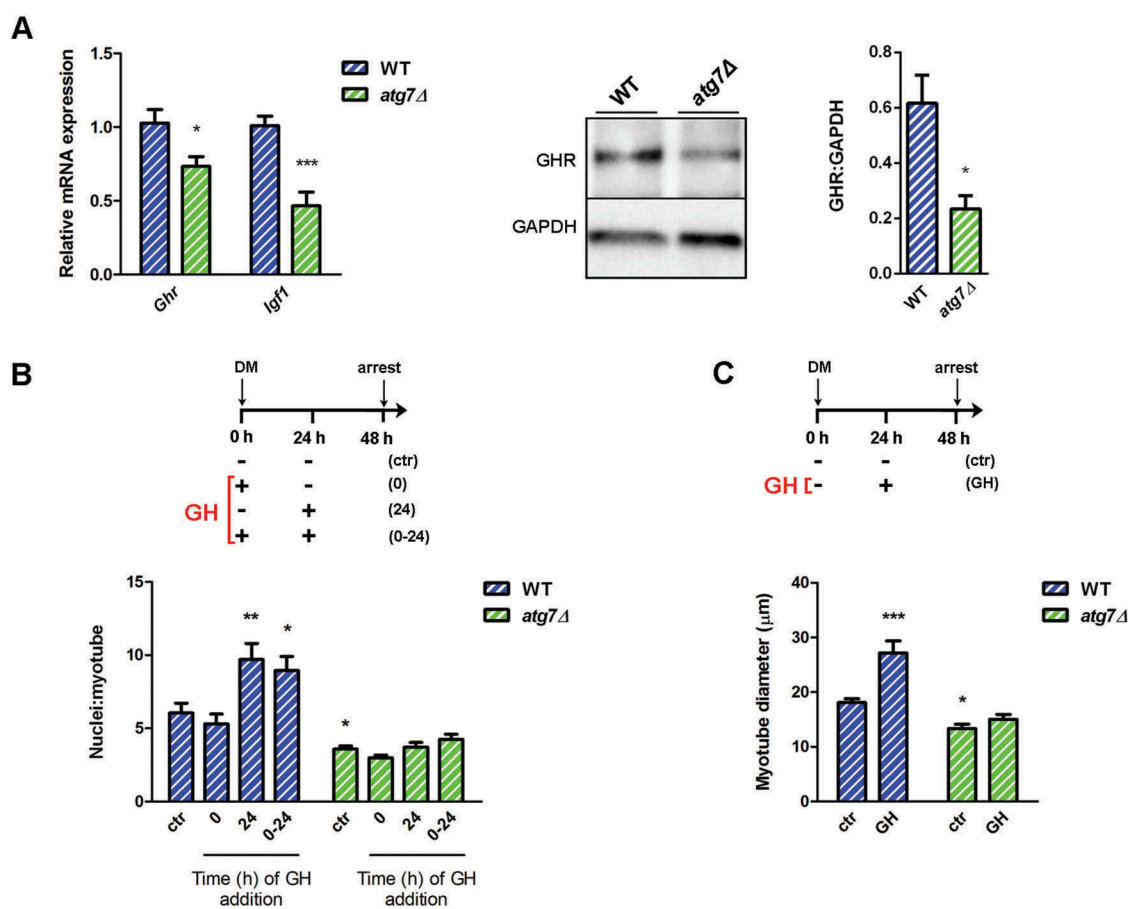 A
Relative mRNA expression
1.5
1.0
0.5
0.0
Ghr
Igf1
WT
atg7Δ
WT
atg7Δ
GHR
GAPDH
GHR:GAPDH
0.8
0.6
0.4
0.2
0.0
*
***
*
WT
atg7Δ
B
DM
arrest
0 h
24 h
48 h
- - (ctr)
+ - (0)
- + (24)
+ + (0-24)
GH
Nuclei:myotube
15
10
5
0
**
*
*
WT
atg7Δ
ctr
0
24
0-24
ctr
0
24
0-24
Time (h) of GH
addition
Time (h) of GH
addition
C
DM
arrest
0 h
24 h
48 h
- - (ctr)
GH - + (GH)
Myotube diameter (μm)
40
30
20
10
0
***
*
WT
atg7Δ
ctr
GH
ctr
GH